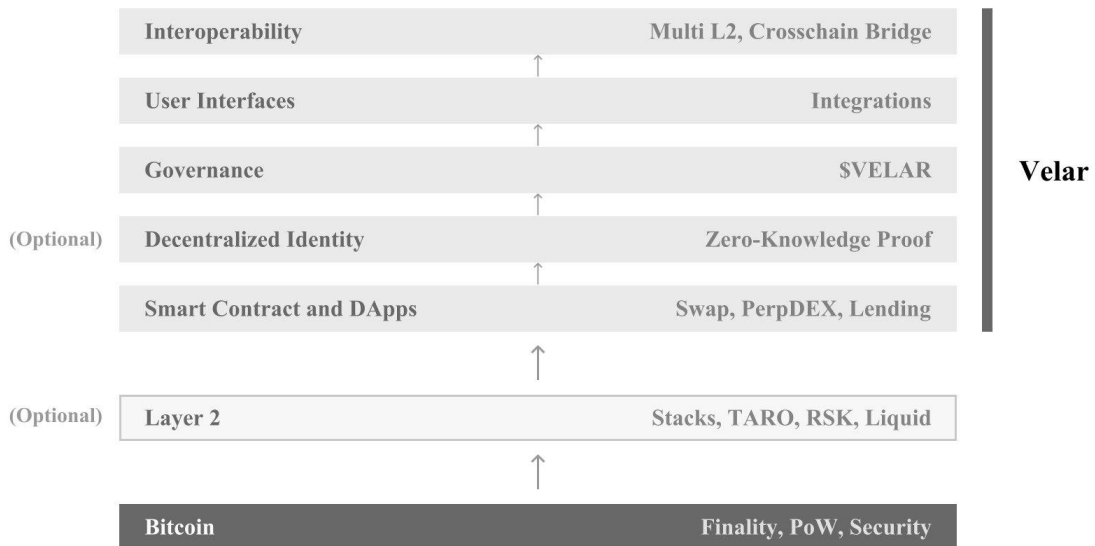 Interoperability Multi L2, Crosschain Bridge
User Interfaces Integrations
Governance $VELAR
Velar
(Optional) Decentralized Identity Zero-Knowledge Proof
Smart Contract and DApps Swap, PerpDEX, Lending
(Optional) Layer 2 Stacks, TARO, RSK, Liquid
Bitcoin Finality, PoW, Security